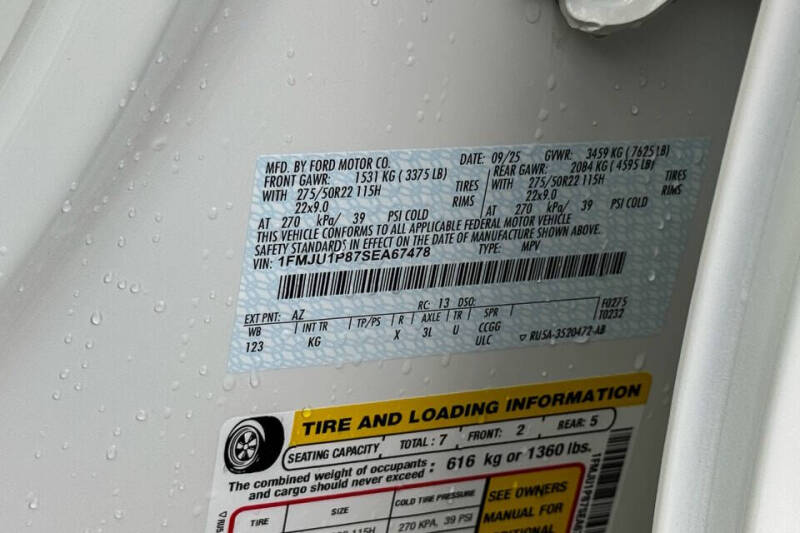 MFD. BY FORD MOTOR CO. DATE: 09/25 GVWR: 3459 KG ( 7625 LB)
FRONT GAWR: 1531 KG ( 3375 LB) REAR GAWR: 2084 KG ( 4595 LB)
WITH 275/50R22 115H TIRES WITH 275/50R22 115H TIRES
22x9.0 RIMS 22x9.0 RIMS
AT 270 kPa/ 39 PSI COLD AT 270 kPa/ 39 PSI COLD
THIS VEHICLE CONFORMS TO ALL APPLICABLE FEDERAL MOTOR VEHICLE
SAFETY STANDARDS IN EFFECT ON THE DATE OF MANUFACTURE SHOWN ABOVE.
VIN: 1FMJU1P87SEA67478 TYPE: MPV
EXT PNT: AZ RC: 13 DSO: F0275
WB INT TR TP/PS R AXLE TR SPR T0232
123 KG X 3L U CCGG
ULC ▽ RU5A-3520472-AB
TIRE AND LOADING INFORMATION
SEATING CAPACITY TOTAL : 7 FRONT: 2 REAR: 5
The combined weight of occupants and cargo should never exceed : 616 kg or 1360 lbs.
TIRE SIZE COLD TIRE PRESSURE SEE OWNERS
MANUAL FOR
115H 270 KPA, 39 PSI